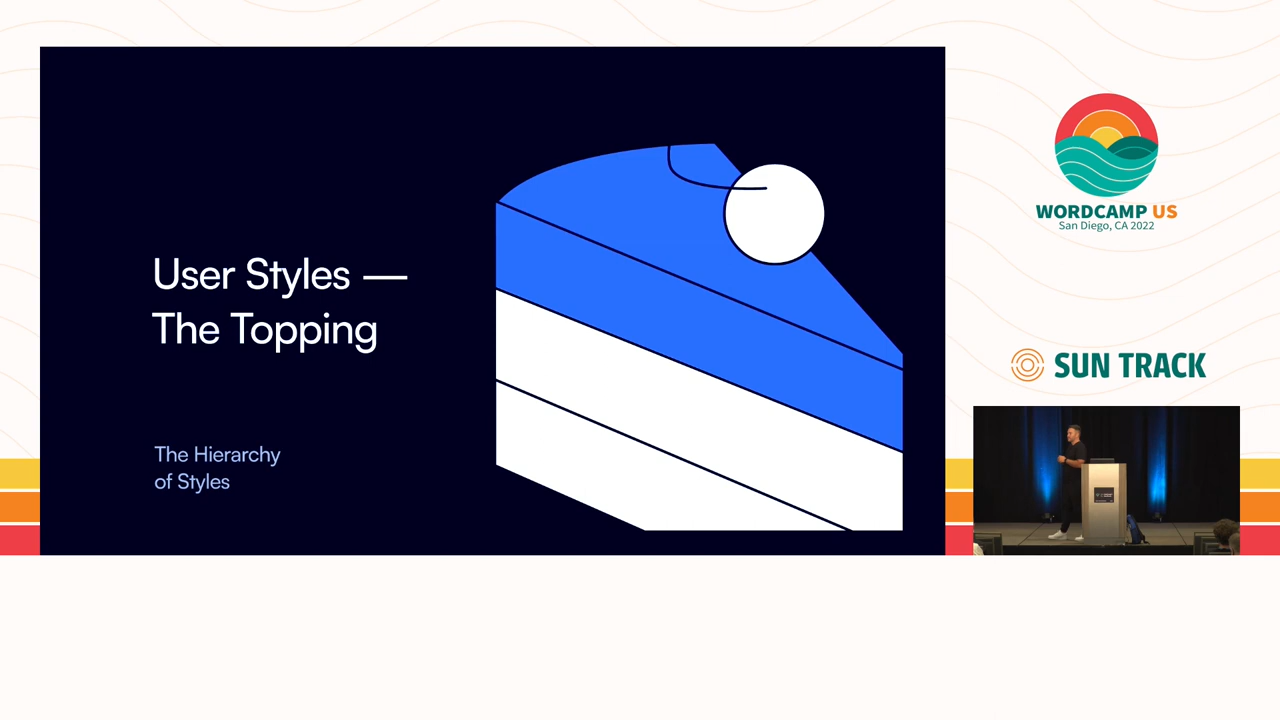 User Styles —
The Topping
The Hierarchy
of Styles
WORDCAMP US
San Diego, CA 2022
SUN TRACK